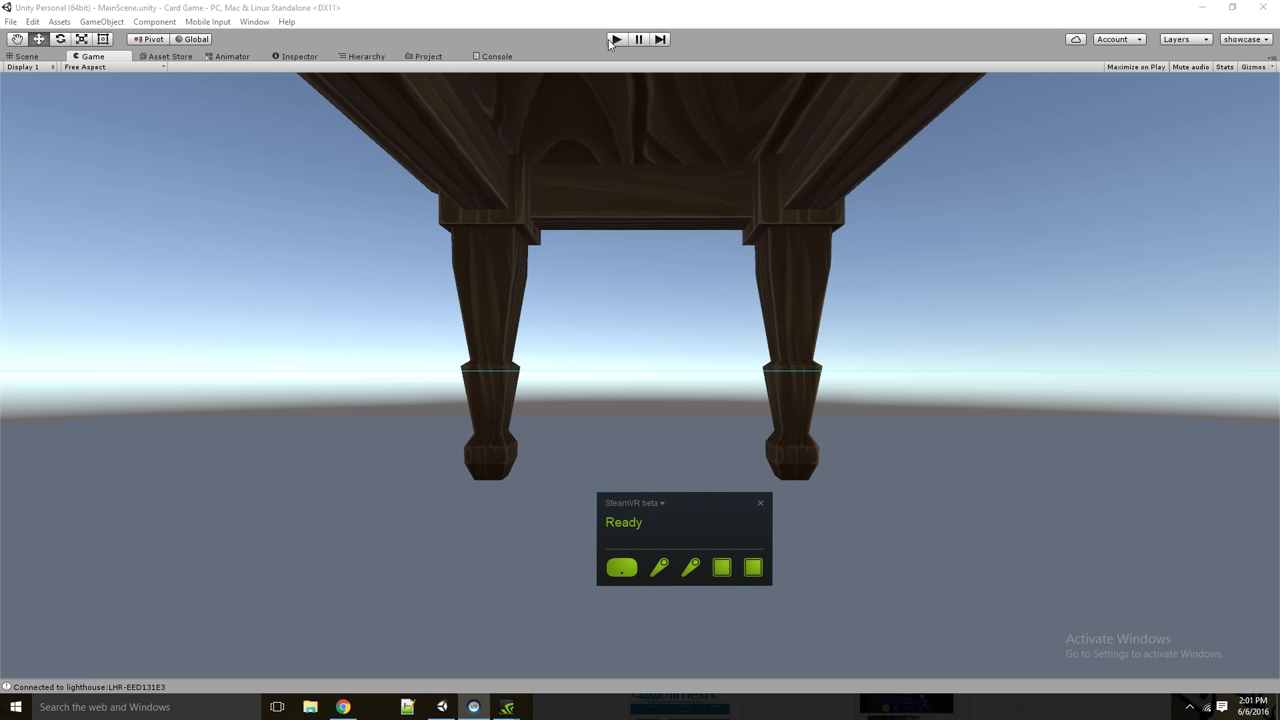 Unity Personal (64bit) - MainScene.unity - Card Game - PC, Mac & Linux Standalone <DX11>
File Edit Assets GameObject Component Mobile Input Window Help
Pivot Global Account Layers showcase
Scene Game Asset Store Animator Inspector Hierarchy Project Console
Display 1 Free Aspect Maximize on Play Mute audio Stats Gizmos
SteamVR beta
Ready
Activate Windows
Go to Settings to activate Windows.
Connected to lighthouse:LHR-EED131E3
Search the web and Windows
2:01 PM
6/6/2016